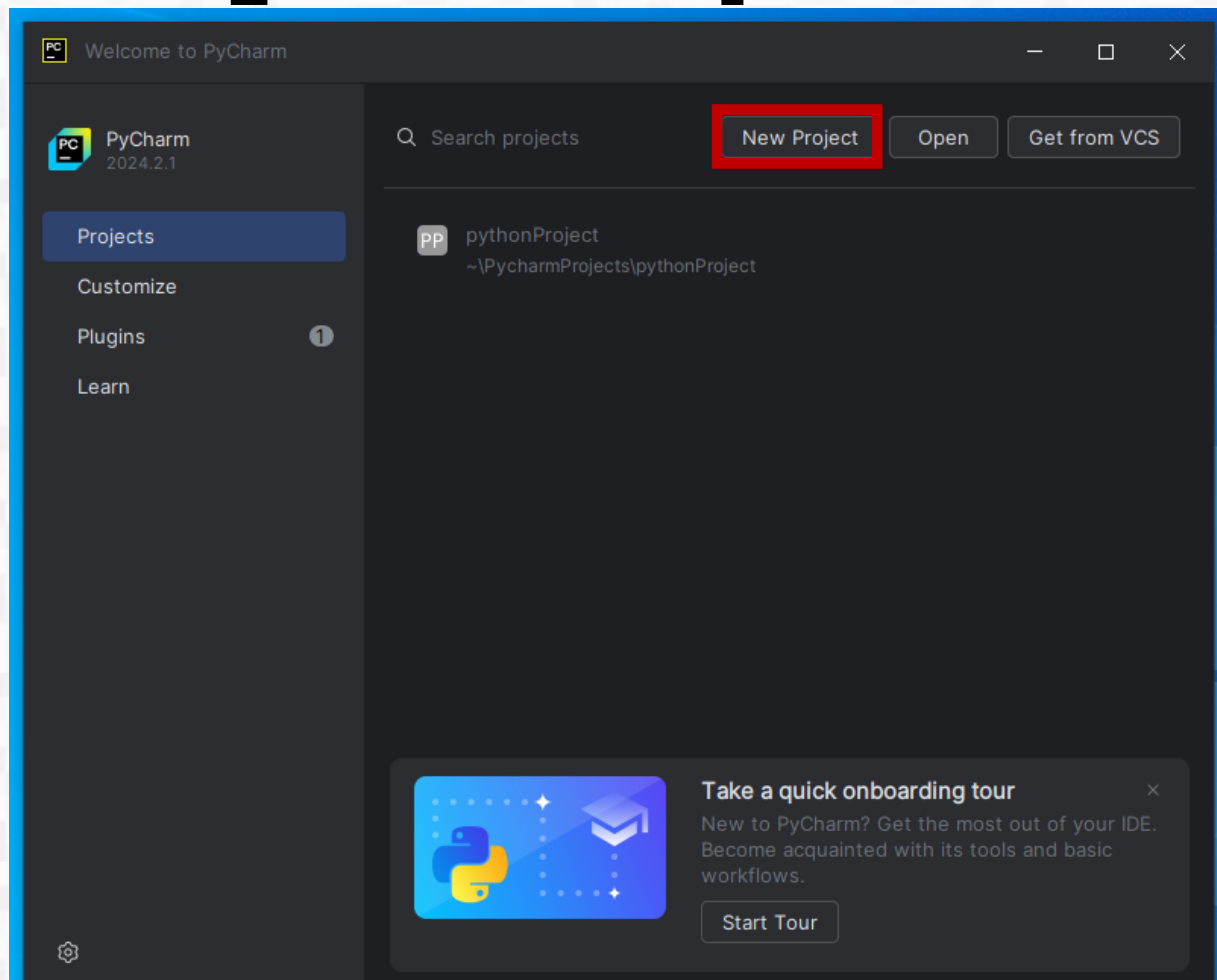 Welcome to PyCharm
PyCharm
2024.2.1
Search projects
New Project
Open
Get from VCS
Projects
Customize
Plugins
1
Learn
PP
pythonProject
~\PycharmProjects\pythonProject
Take a quick onboarding tour
New to PyCharm? Get the most out of your IDE.
Become acquainted with its tools and basic
workflows.
Start Tour